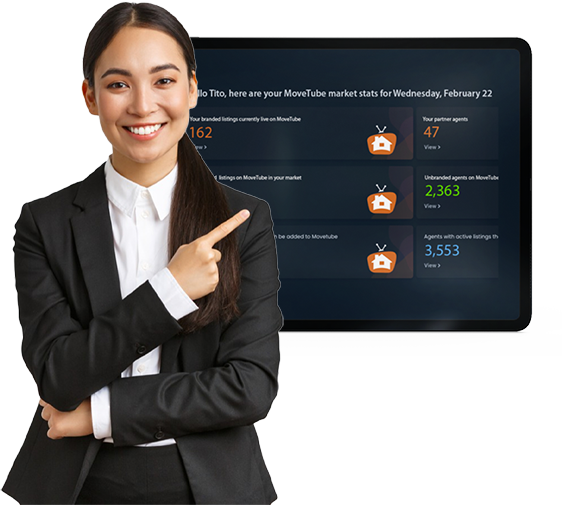 llo Tito, here are your MoveTube market stats for Wednesday, February 22
Your branded listings currently live on MoveTube
162
ew >
Your partner agents
47
View >
listings on MoveTube in your market
Unbranded agents on MoveTube
2,363
View >
be added to Movetube
Agents with active listings th
3,553
View >